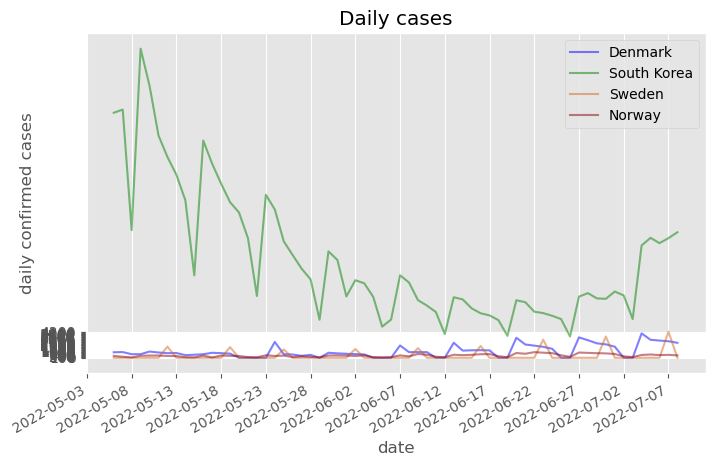 Daily cases
Denmark
South Korea
Sweden
Norway
daily confirmed cases
2022-05-03
2022-05-08
2022-05-13
2022-05-18
2022-05-23
2022-05-28
2022-06-02
2022-06-07
2022-06-12
2022-06-17
2022-06-22
2022-06-27
2022-07-02
2022-07-07
date